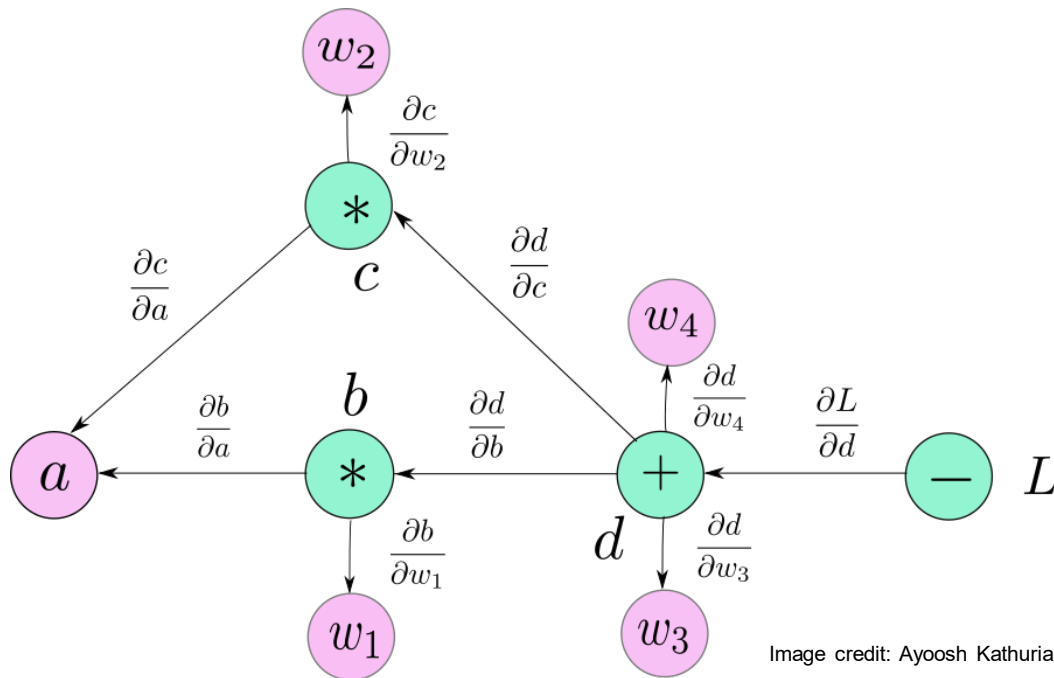 w₂
∂c
∂w₂
*
c
∂c
∂a
∂d
∂c
w₄
b
∂b
∂a
∂d
∂b
∂d
∂w₄
∂L
∂d
a
*
+
−
L
d
∂b
∂w₁
∂d
∂w₃
w₁
w₃
Image credit: Ayoosh Kathuria